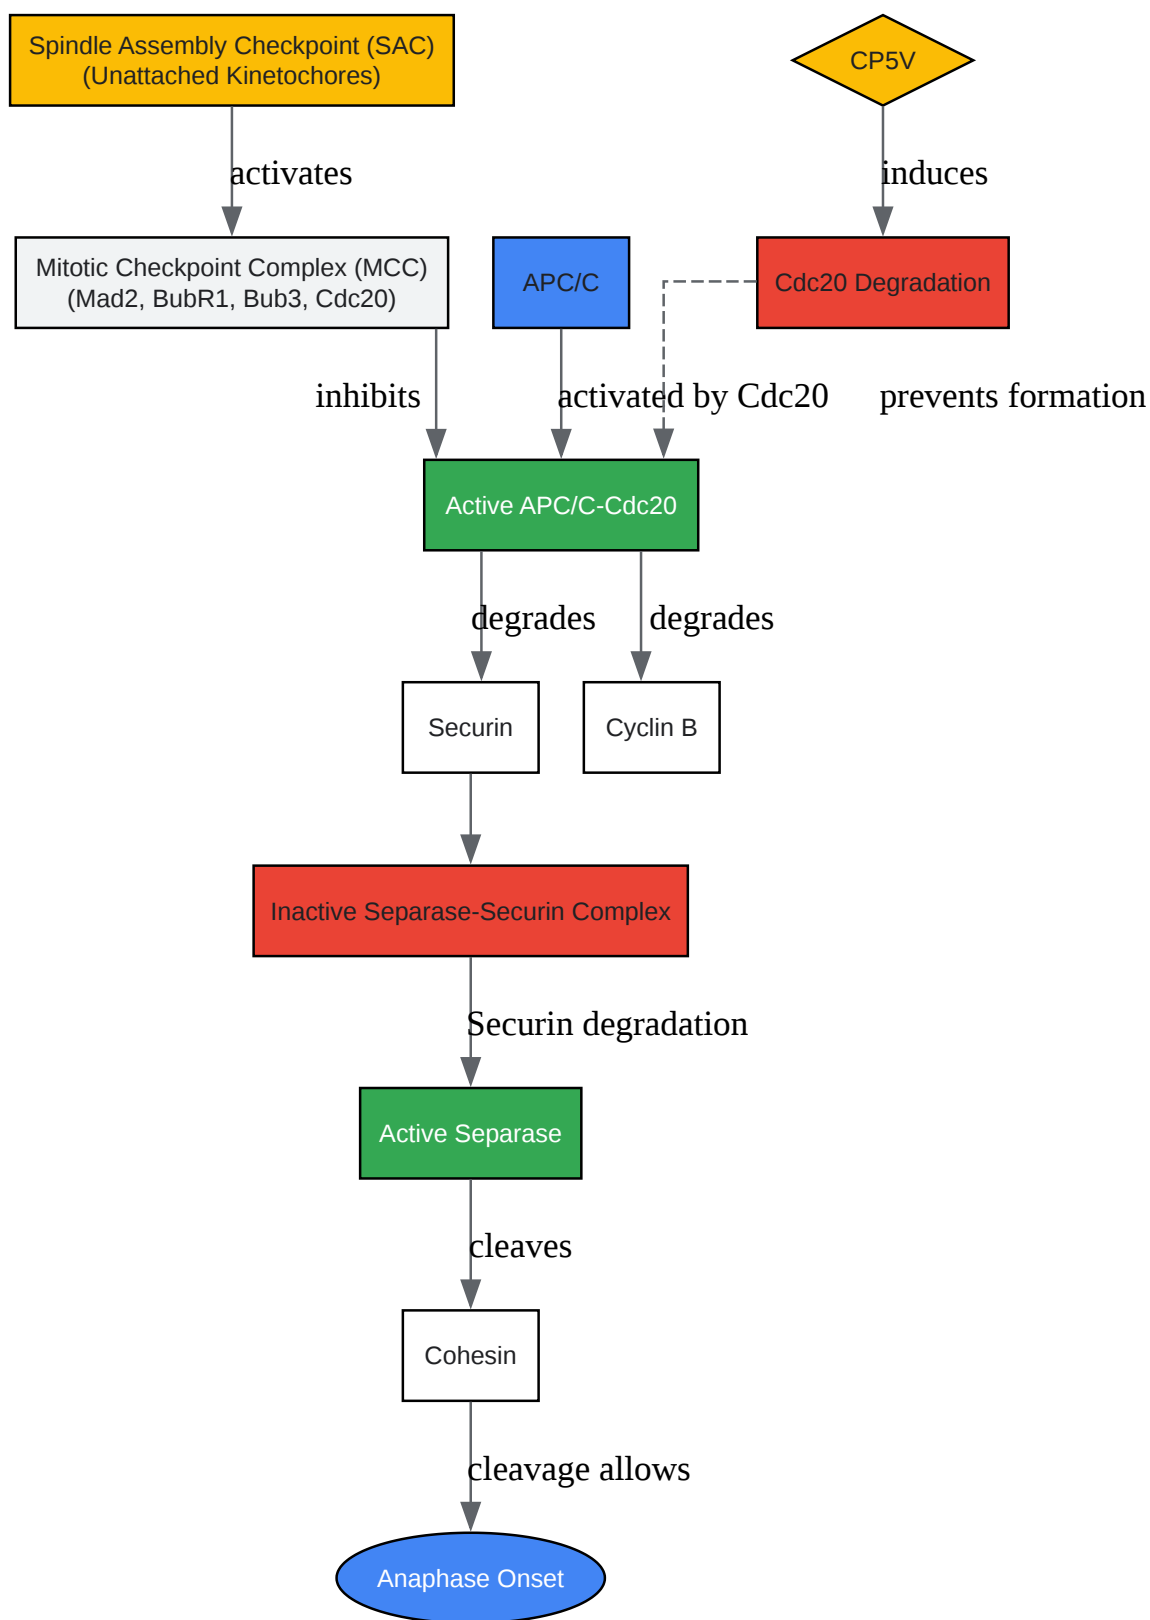 Spindle Assembly Checkpoint (SAC)
(Unattached Kinetochores)
CP5V
activates
induces
Mitotic Checkpoint Complex (MCC)
(Mad2, BubR1, Bub3, Cdc20)
APC/C
Cdc20 Degradation
inhibits
activated by Cdc20
prevents formation
Active APC/C-Cdc20
degrades
degrades
Securin
Cyclin B
Inactive Separase-Securin Complex
Securin degradation
Active Separase
cleaves
Cohesin
cleavage allows
Anaphase Onset